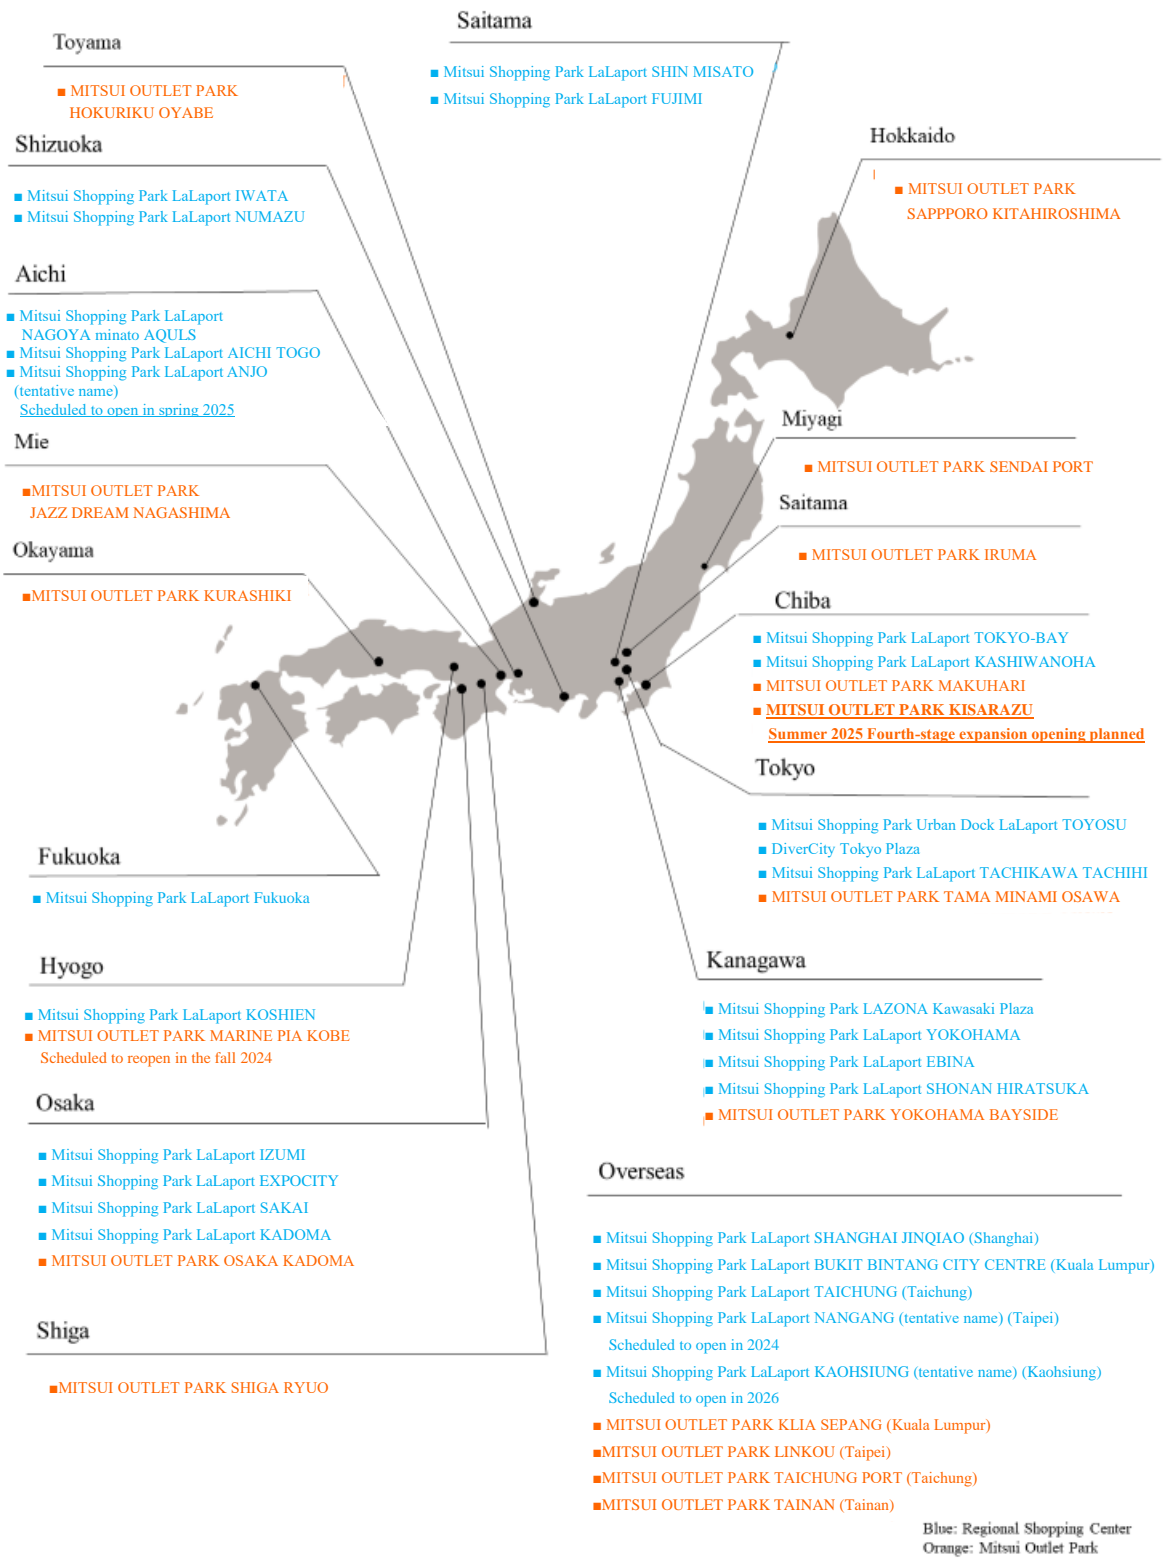 Toyama
■ MITSUI OUTLET PARK
HOKURIKU OYABE
Shizuoka
■ Mitsui Shopping Park LaLaport IWATA
■ Mitsui Shopping Park LaLaport NUMAZU
Aichi
■ Mitsui Shopping Park LaLaport
NAGOYA minato AQULS
■ Mitsui Shopping Park LaLaport AICHI TOGO
■ Mitsui Shopping Park LaLaport ANJO
(tentative name)
Scheduled to open in spring 2025
Mie
■MITSUI OUTLET PARK
JAZZ DREAM NAGASHIMA
Okayama
■MITSUI OUTLET PARK KURASHIKI
Fukuoka
■ Mitsui Shopping Park LaLaport Fukuoka
Hyogo
■ Mitsui Shopping Park LaLaport KOSHIEN
■ MITSUI OUTLET PARK MARINE PIA KOBE
Scheduled to reopen in the fall 2024
Osaka
■ Mitsui Shopping Park LaLaport IZUMI
■ Mitsui Shopping Park LaLaport EXPOCITY
■ Mitsui Shopping Park LaLaport SAKAI
■ Mitsui Shopping Park LaLaport KADOMA
■ MITSUI OUTLET PARK OSAKA KADOMA
Shiga
■MITSUI OUTLET PARK SHIGA RYUO
Saitama
■ Mitsui Shopping Park LaLaport SHIN MISATO
■ Mitsui Shopping Park LaLaport FUJIMI
Hokkaido
■ MITSUI OUTLET PARK
SAPPPORO KITAHIROSHIMA
Miyagi
■ MITSUI OUTLET PARK SENDAI PORT
Saitama
■ MITSUI OUTLET PARK IRUMA
Chiba
■ Mitsui Shopping Park LaLaport TOKYO-BAY
■ Mitsui Shopping Park LaLaport KASHIWANOHA
■ MITSUI OUTLET PARK MAKUHARI
■ MITSUI OUTLET PARK KISARAZU
Summer 2025 Fourth-stage expansion opening planned
Tokyo
■ Mitsui Shopping Park Urban Dock LaLaport TOYOSU
■ DiverCity Tokyo Plaza
■ Mitsui Shopping Park LaLaport TACHIKAWA TACHIHI
■ MITSUI OUTLET PARK TAMA MINAMI OSAWA
Kanagawa
■ Mitsui Shopping Park LAZONA Kawasaki Plaza
■ Mitsui Shopping Park LaLaport YOKOHAMA
■ Mitsui Shopping Park LaLaport EBINA
■ Mitsui Shopping Park LaLaport SHONAN HIRATSUKA
■ MITSUI OUTLET PARK YOKOHAMA BAYSIDE
Overseas
■ Mitsui Shopping Park LaLaport SHANGHAI JINQIAO (Shanghai)
■ Mitsui Shopping Park LaLaport BUKIT BINTANG CITY CENTRE (Kuala Lumpur)
■ Mitsui Shopping Park LaLaport TAICHUNG (Taichung)
■ Mitsui Shopping Park LaLaport NANGANG (tentative name) (Taipei)
Scheduled to open in 2024
■ Mitsui Shopping Park LaLaport KAOHSIUNG (tentative name) (Kaohsiung)
Scheduled to open in 2026
■ MITSUI OUTLET PARK KLIA SEPANG (Kuala Lumpur)
■MITSUI OUTLET PARK LINKOU (Taipei)
■MITSUI OUTLET PARK TAICHUNG PORT (Taichung)
■MITSUI OUTLET PARK TAINAN (Tainan)
Blue: Regional Shopping Center
Orange: Mitsui Outlet Park